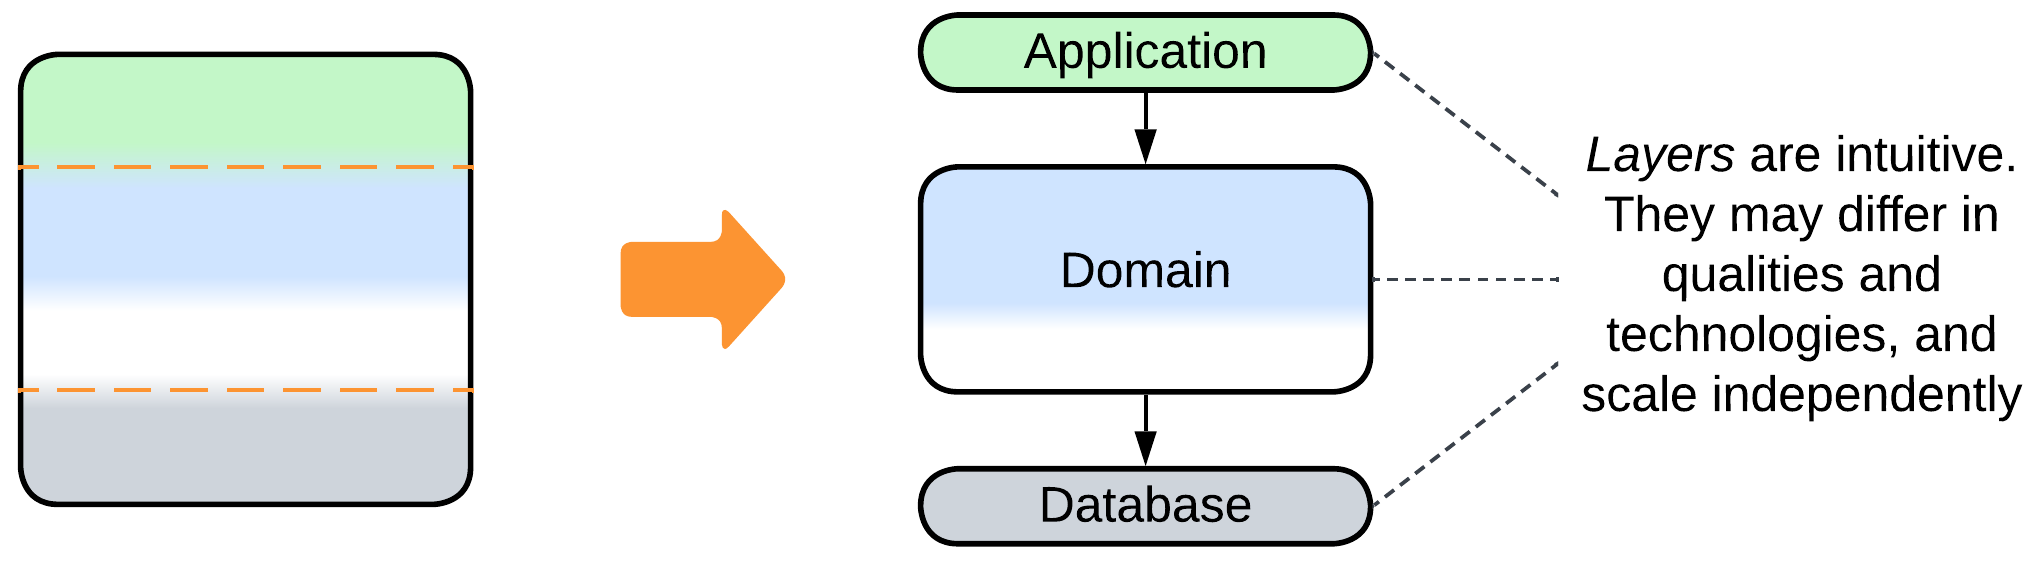 Application
Domain
Database
Layers are intuitive.
They may differ in
qualities and
technologies, and
scale independently